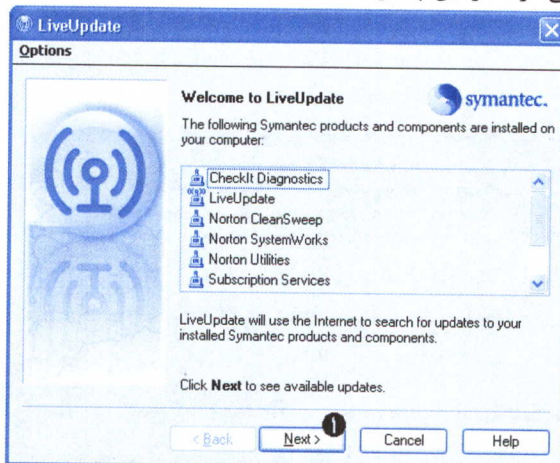 LiveUpdate
Options
Welcome to LiveUpdate
symantec.
The following Symantec products and components are installed on
your computer:
CheckIt Diagnostics
LiveUpdate
Norton CleanSweep
Norton SystemWorks
Norton Utilities
Subscription Services
LiveUpdate will use the Internet to search for updates to your
installed Symantec products and components.
Click Next to see available updates.
< Back
Next >
1
Cancel
Help